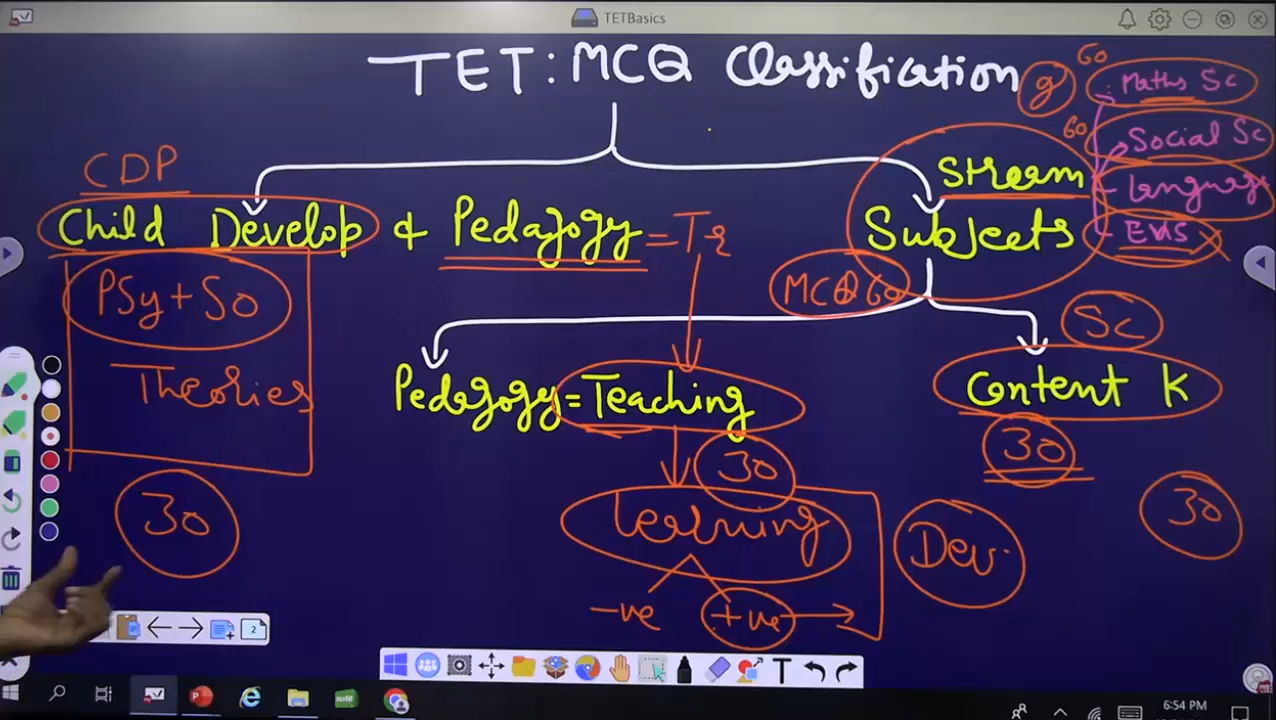 TETBasics
TET: MCQ Classification
g
60
Maths Sc
60
Social Sc
Language
EVS
CDP
Child Develop & Pedagogy = Tr
Stream
Subjects
MCQ 60
PSy + So
Theories
30
Sc
Pedagogy = Teaching
Content K
30
30
30
learning
Dev.
-ve
+ve
2
T
6:54 PM